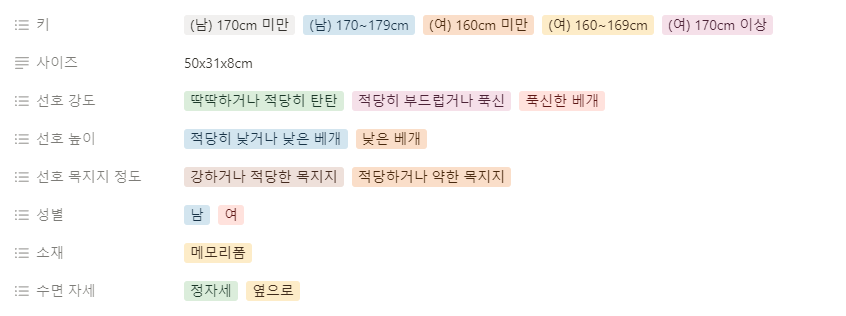 키 (남) 170cm 미만 (남) 170~179cm (여) 160cm 미만 (여) 160~169cm (여) 170cm 이상
사이즈 50x31x8cm
선호 강도 딱딱하거나 적당히 탄탄 적당히 부드럽거나 푹신 푹신한 베개
선호 높이 적당히 낮거나 낮은 베개 낮은 베개
선호 목지지 정도 강하거나 적당한 목지지 적당하거나 약한 목지지
성별 남 여
소재 메모리폼
수면 자세 정자세 옆으로